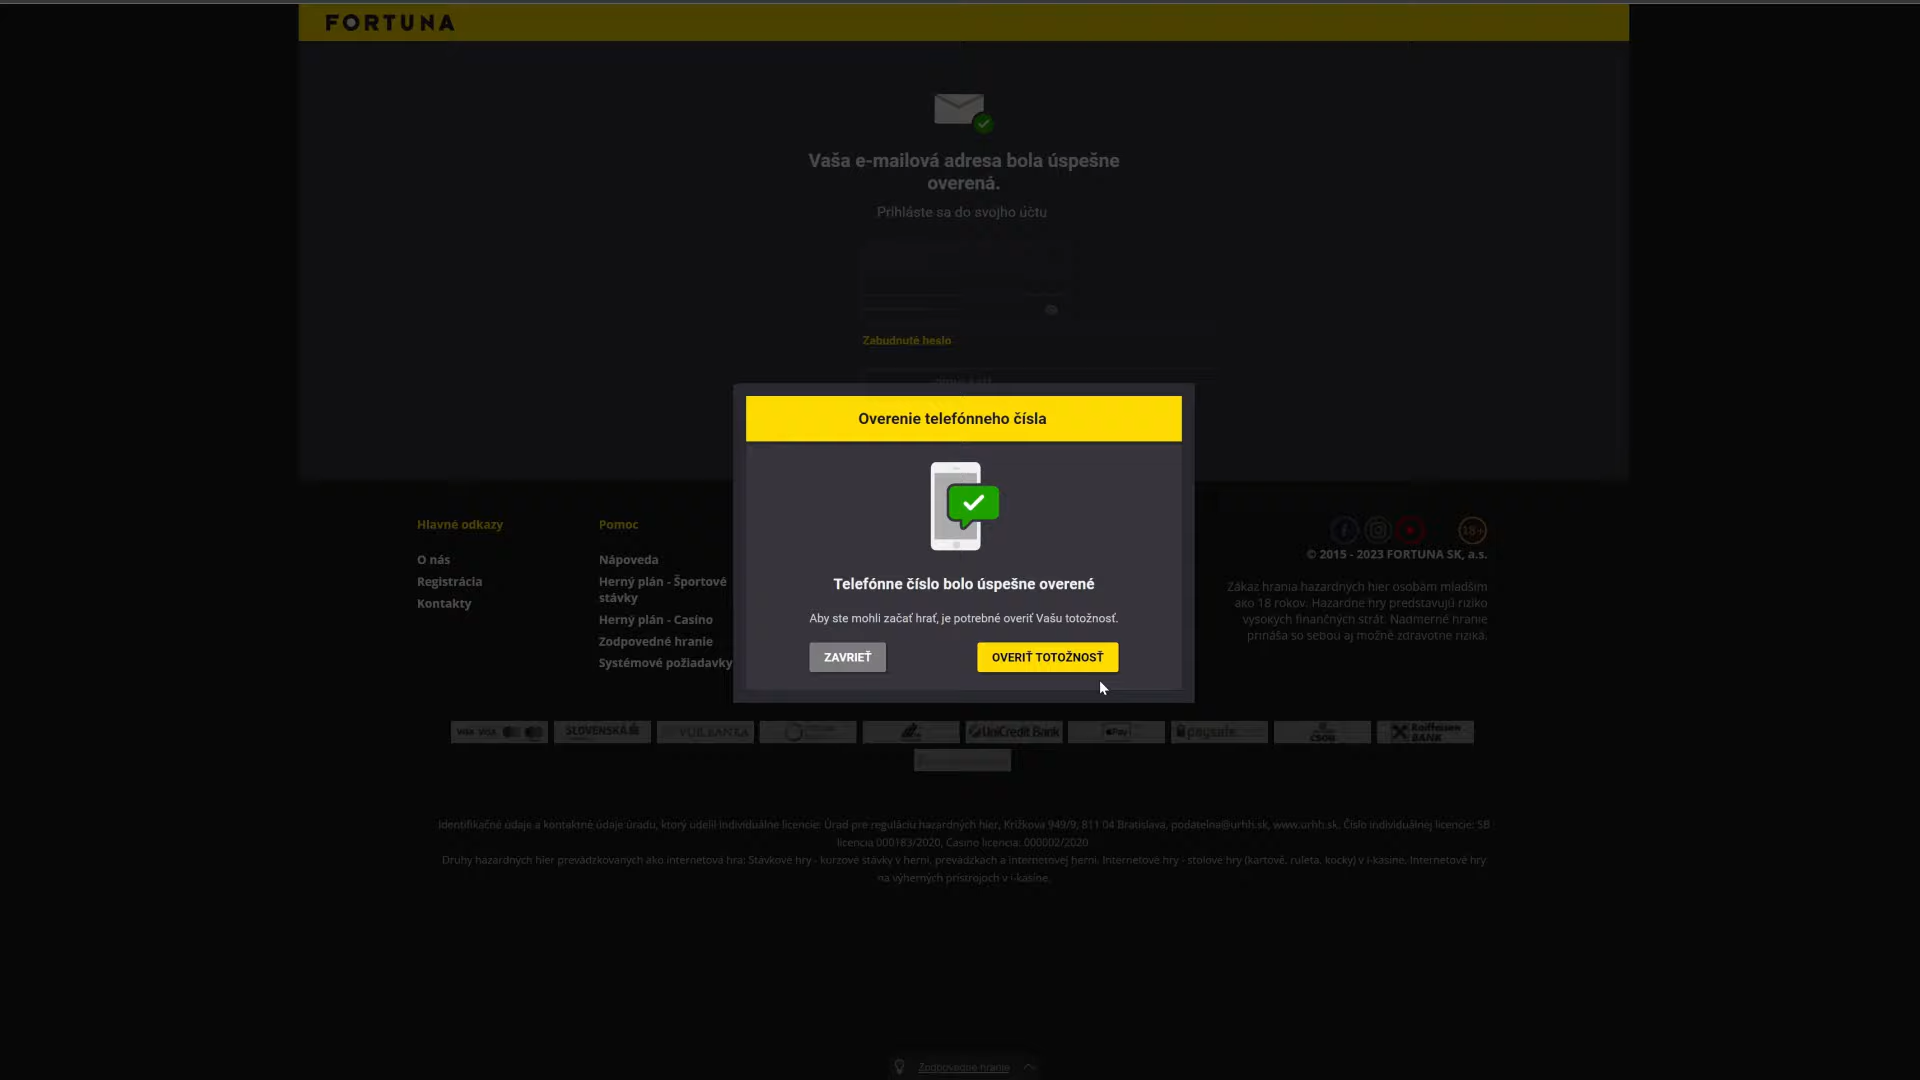 FORTUNA
Vaša e-mailová adresa bola úspešne
overená.
Prihláste sa do svojho účtu
Zabudnuté heslo
Overenie telefónneho čísla
Telefónne číslo bolo úspešne overené
Aby ste mohli začať hrať, je potrebné overiť Vašu totožnosť.
ZAVRIEŤ
OVERIŤ TOTOŽNOSŤ
Hlavné odkazy
O nás
Registrácia
Kontakty
Pomoc
Nápoveda
Herný plán - Športové
stávky
Herný plán - Casíno
Zodpovedné hranie
Systémové požiadavky
18+
© 2015 - 2023 FORTUNA SK, a.s.
Zákaz hrania hazardných hier osobám mladším
ako 18 rokov. Hazardné hry predstavujú riziko
vysokých finančných strát. Nadmerné hranie
prináša so sebou aj možné zdravotné riziká.
VISA VISA
SLOVENSKÁ
VÚB BANKA
UniCredit Bank
Pay
paysafe
ČSOB
Raiffeisen
BANK
Identifikačné údaje a kontaktné údaje úradu, ktorý udelil individuálne licencie: Úrad pre reguláciu hazardných hier, Križkova 949/9, 811 04 Bratislava, podatelna@urhh.sk, www.urhh.sk. Číslo individuálnej licencie: SB
licencia 000183/2020, Casino licencia: 000002/2020
Druhy hazardných hier prevádzkovaných ako internetová hra: Stávkové hry - kurzové stávky v herni, prevádzkach a internetovej herni. Internetové hry - stolové hry (kartové, ruleta, kocky) v i-kasíne. Internetové hry
na výherných prístrojoch v i-kasíne.
Zodpovedné hranie